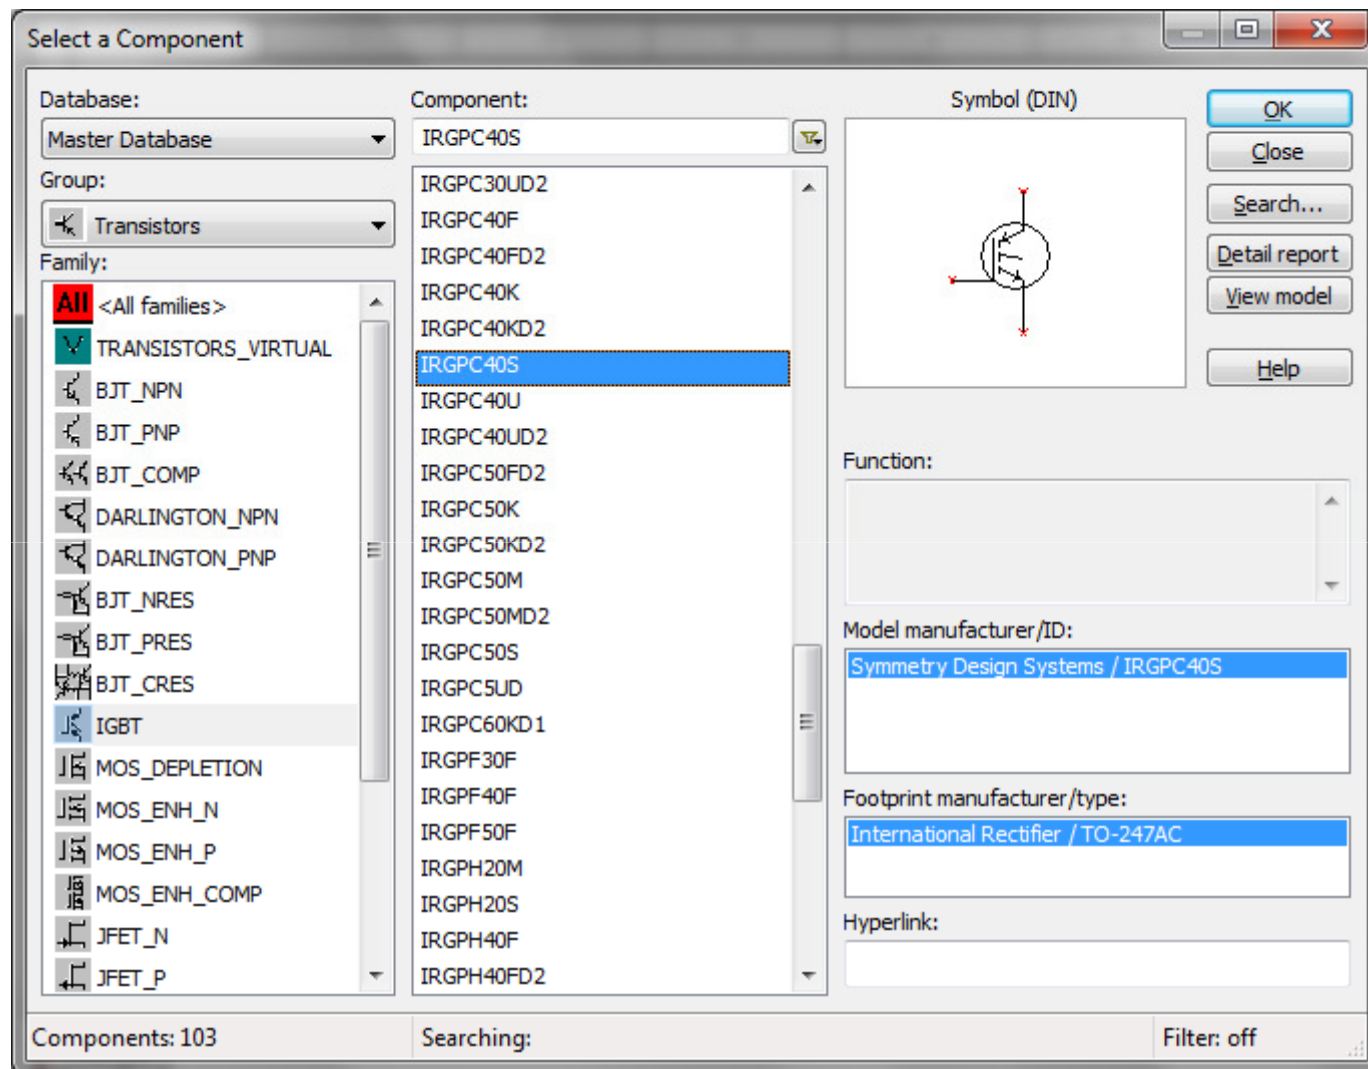 Select a Component
Database:
Master Database
Group:
Transistors
Family:
All <All families>
TRANSISTORS_VIRTUAL
BJT_NPN
BJT_PNP
BJT_COMP
DARLINGTON_NPN
DARLINGTON_PNP
BJT_NRES
BJT_PRES
BJT_CRES
IGBT
MOS_DEPLETION
MOS_ENH_N
MOS_ENH_P
MOS_ENH_COMP
JFET_N
JFET_P
Component:
IRGPC40S
IRGPC30UD2
IRGPC40F
IRGPC40FD2
IRGPC40K
IRGPC40KD2
IRGPC40S
IRGPC40U
IRGPC40UD2
IRGPC50FD2
IRGPC50K
IRGPC50KD2
IRGPC50M
IRGPC50MD2
IRGPC50S
IRGPC5UD
IRGPC60KD1
IRGPF30F
IRGPF40F
IRGPF50F
IRGPH20M
IRGPH20S
IRGPH40F
IRGPH40FD2
Symbol (DIN)
OK
Close
Search...
Detail report
View model
Help
Function:
Model manufacturer/ID:
Symmetry Design Systems / IRGPC40S
Footprint manufacturer/type:
International Rectifier / TO-247AC
Hyperlink:
Components: 103
Searching:
Filter: off